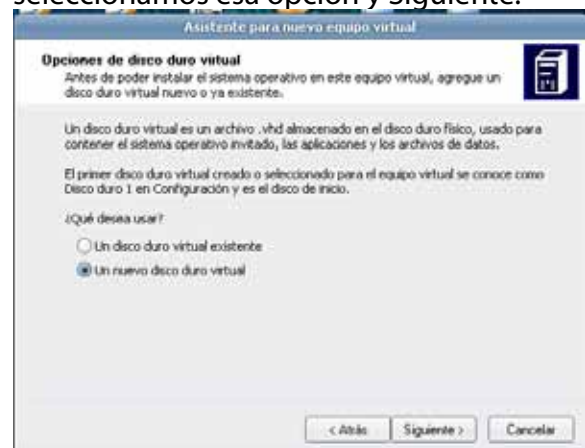 seleccionamos esa opción y Siguiente.
Asistente para nuevo equipo virtual
Opciones de disco duro virtual
Antes de poder instalar el sistema operativo en este equipo virtual, agregue un
disco duro virtual nuevo o ya existente.
Un disco duro virtual es un archivo .vhd almacenado en el disco duro físico, usado para
contener el sistema operativo invitado, las aplicaciones y los archivos de datos.
El primer disco duro virtual creado o seleccionado para el equipo virtual se conoce como
Disco duro 1 en Configuración y es el disco de inicio.
¿Qué desea usar?
Un disco duro virtual existente
Un nuevo disco duro virtual
< Atrás Siguiente > Cancelar